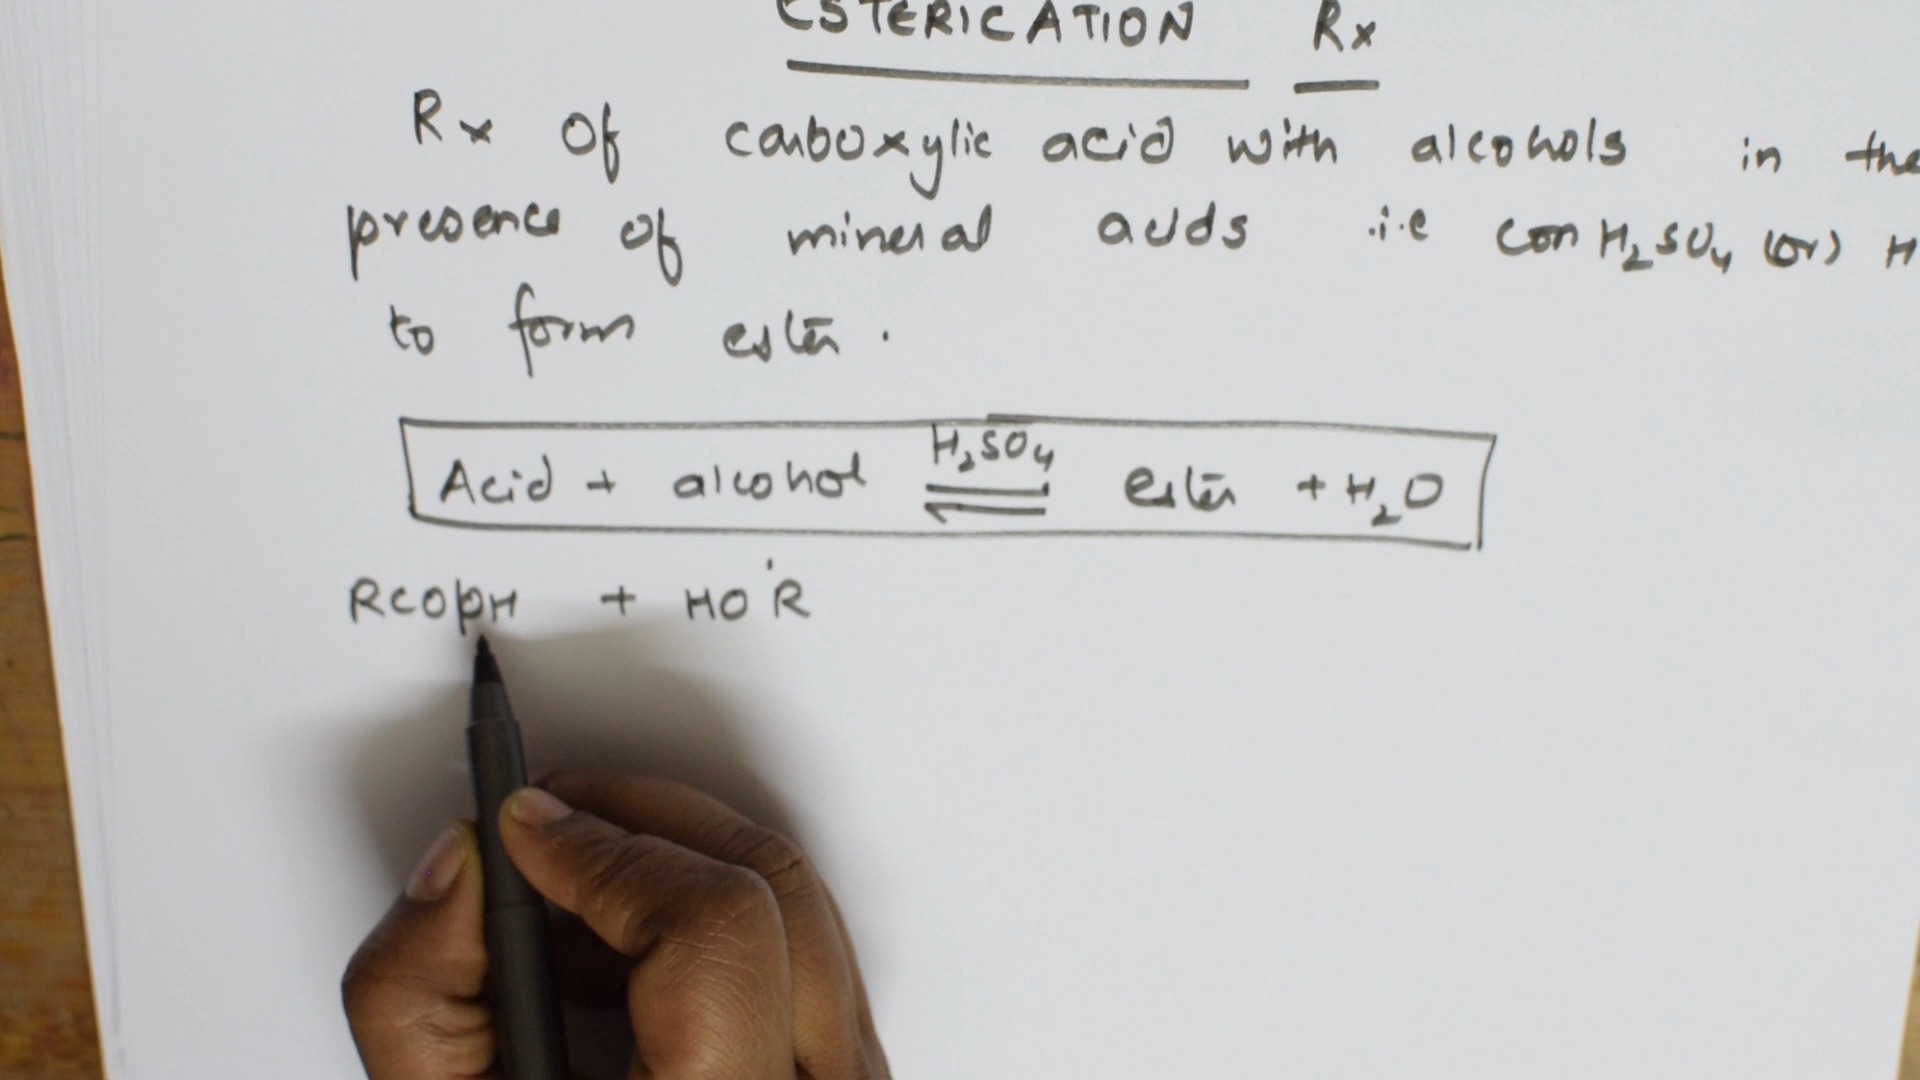 ESTERICATION Rx
Rx of carboxylic acid with alcohols in the
presence of mineral acids i.e con H₂SO₄ (or) H
to form ester.
H₂SO₄
Acid + alcohol ⇌ ester + H₂O
RCOOH + HO'R